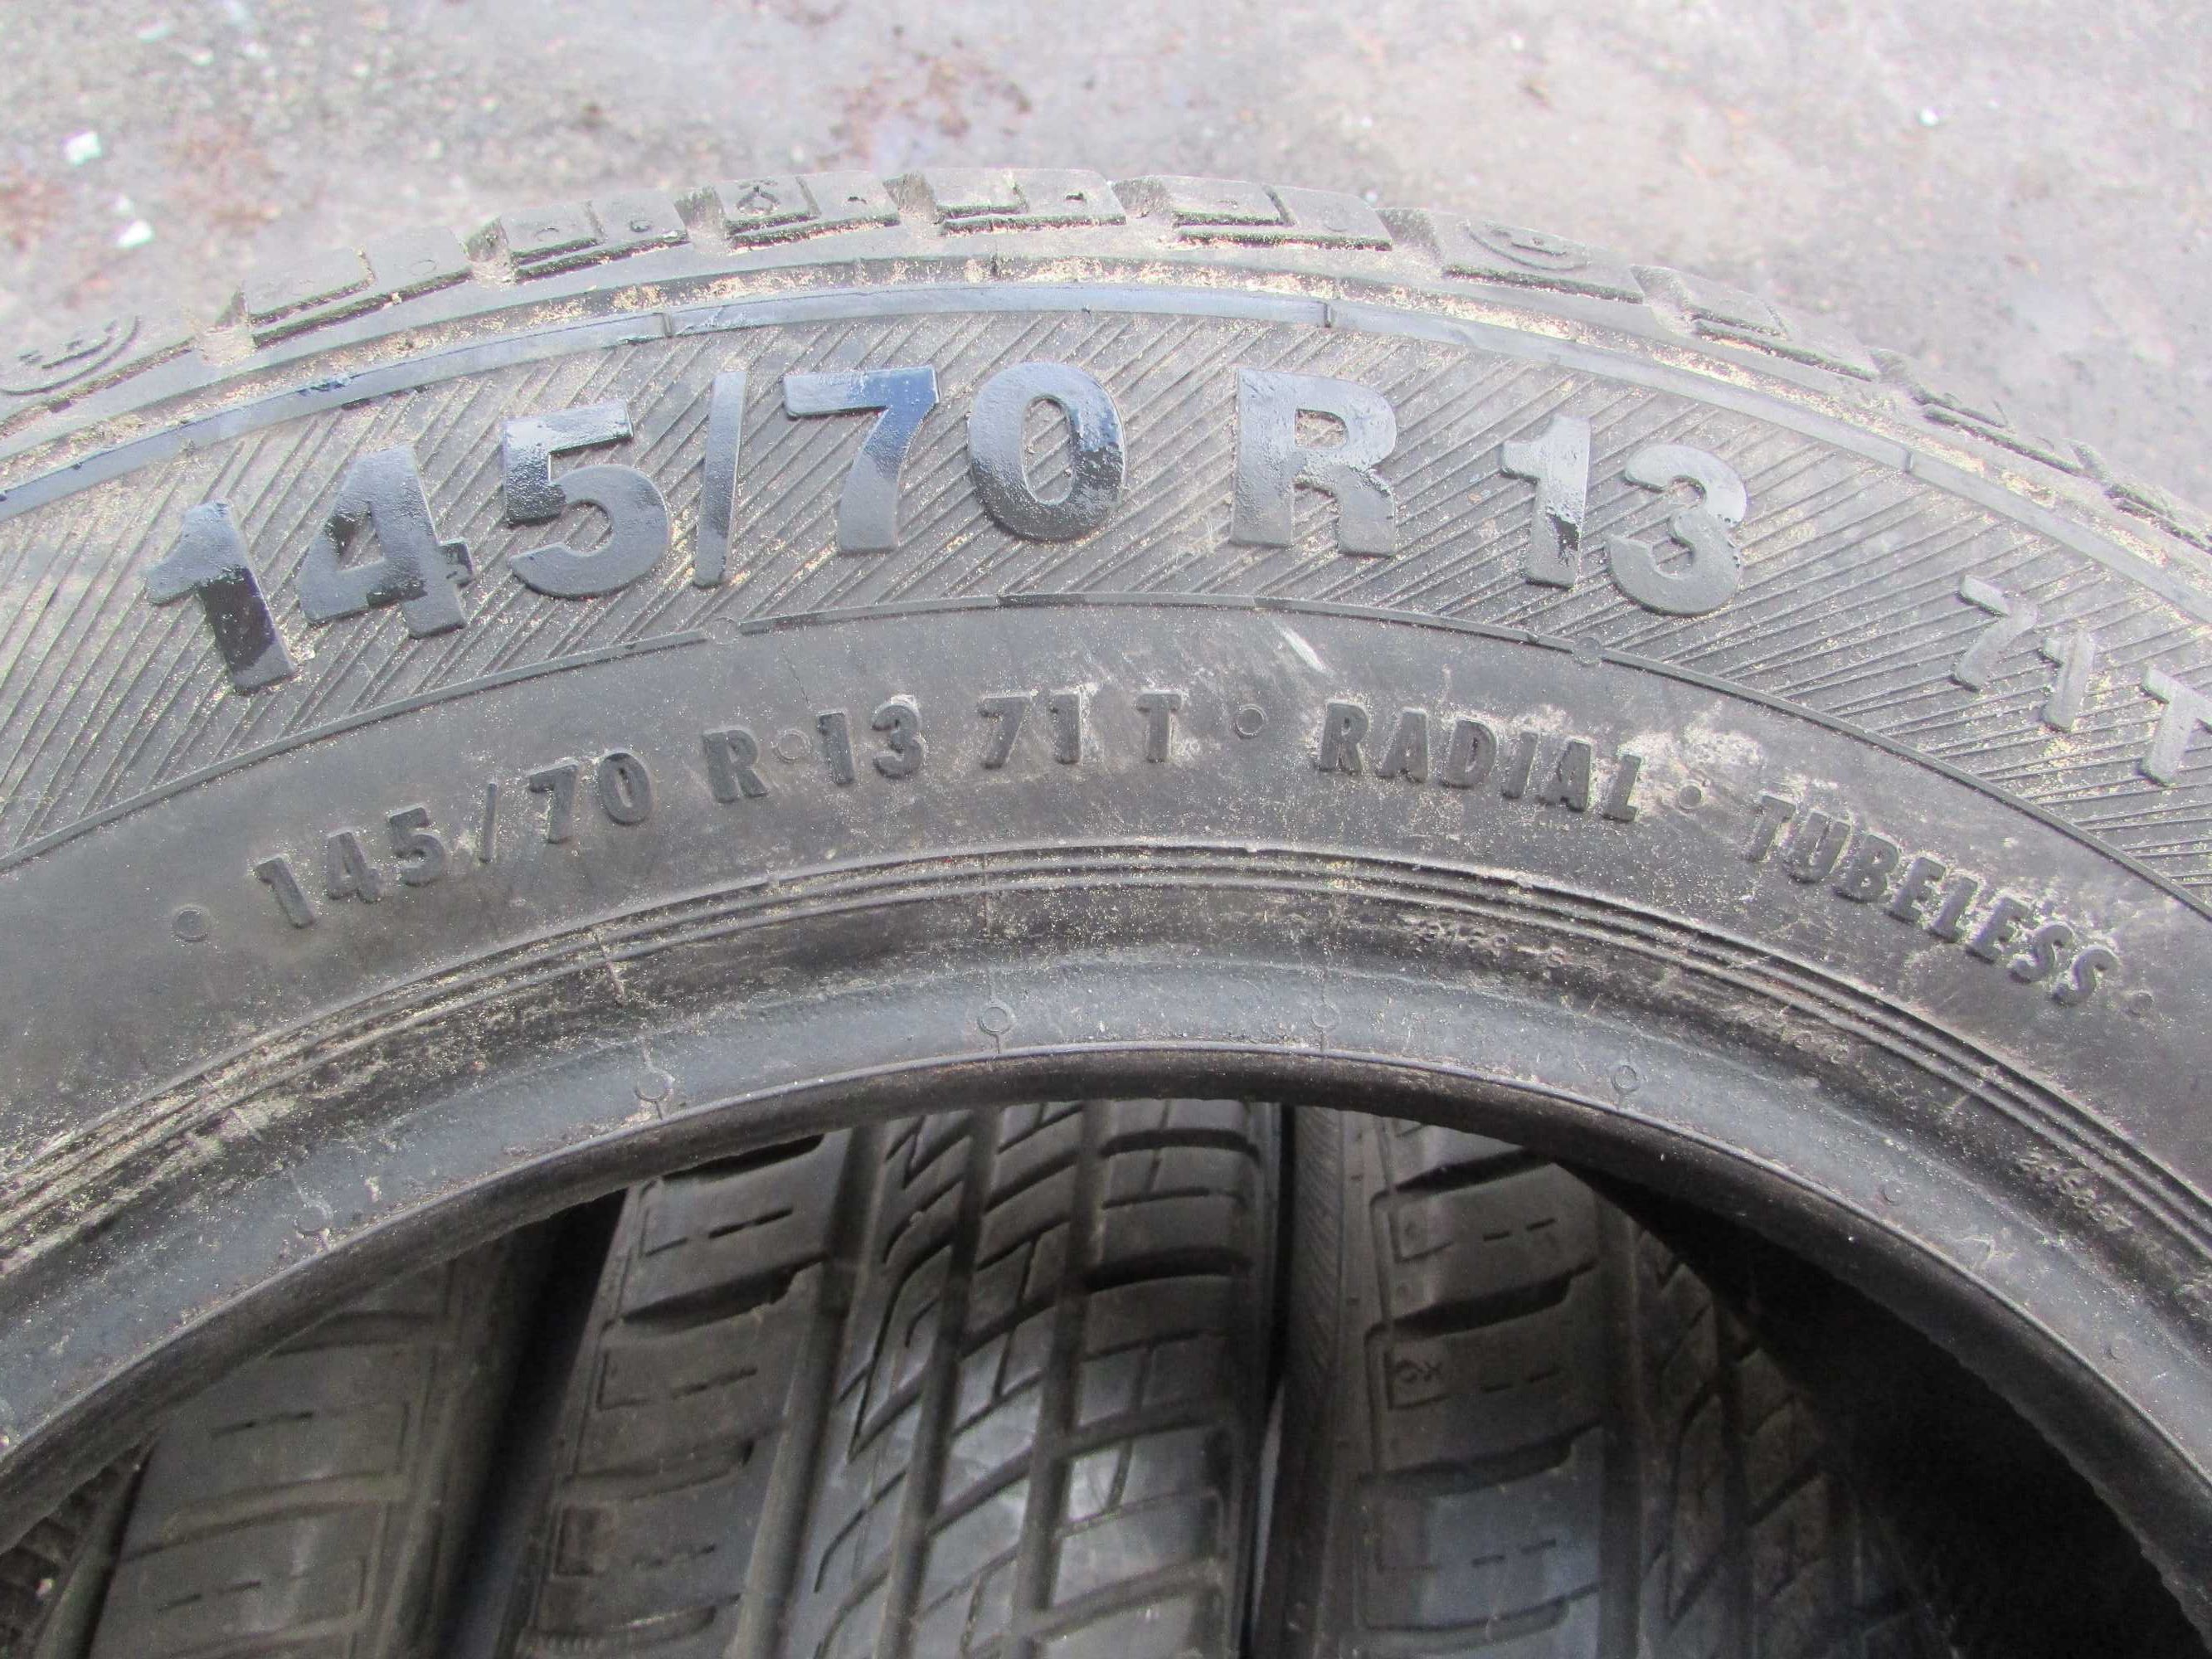 145/70 R 13 71 T
145/70 R 13 71 T • RADIAL • TUBELESS